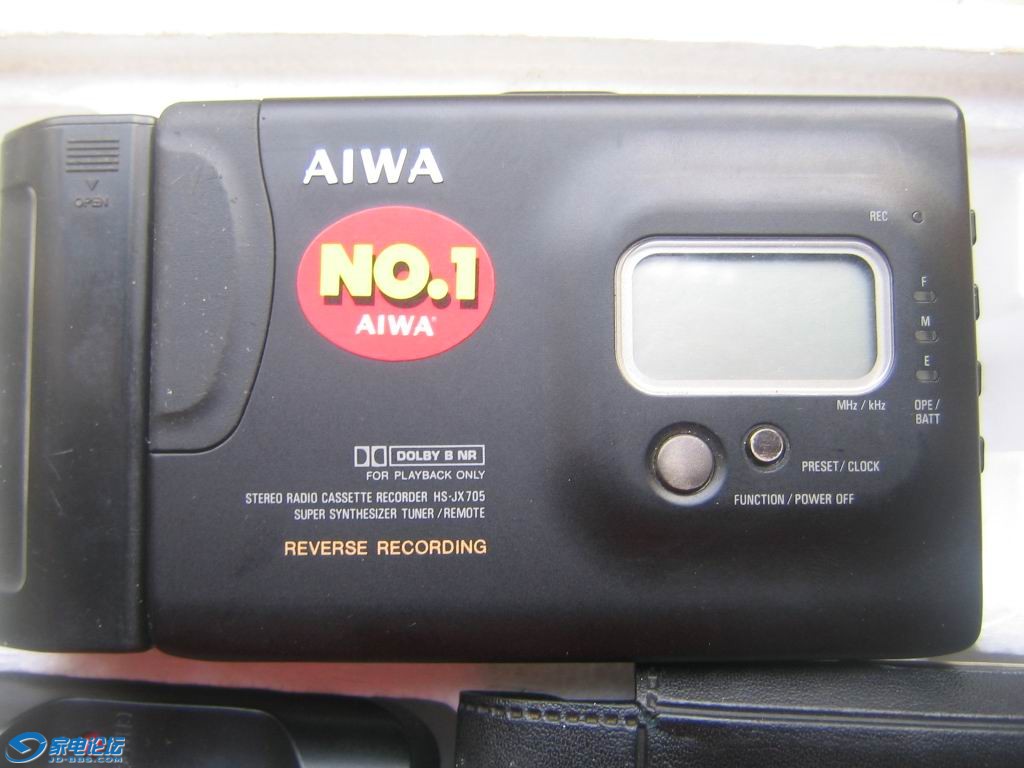 OPEN
AIWA
NO.1
AIWA
REC
F
M
E
OPE /
BATT
MHz / kHz
PRESET / CLOCK
FUNCTION / POWER OFF
DOLBY B NR
FOR PLAYBACK ONLY
STEREO RADIO CASSETTE RECORDER HS-JX705
SUPER SYNTHESIZER TUNER / REMOTE
REVERSE RECORDING
家电论坛
JD-BBS.COM